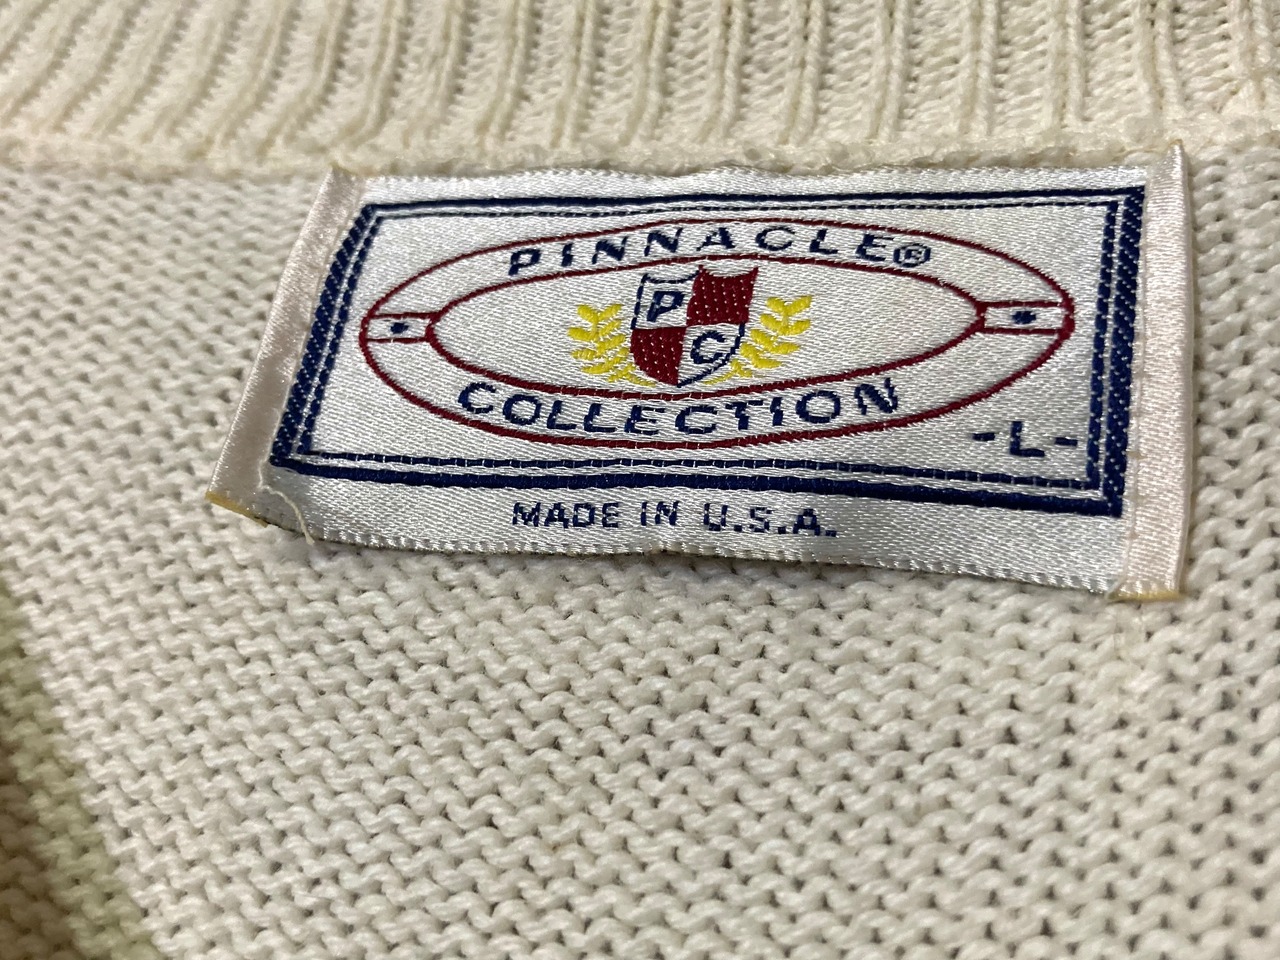 PINNACLE®
P
C
COLLECTION
-L-
MADE IN U.S.A.